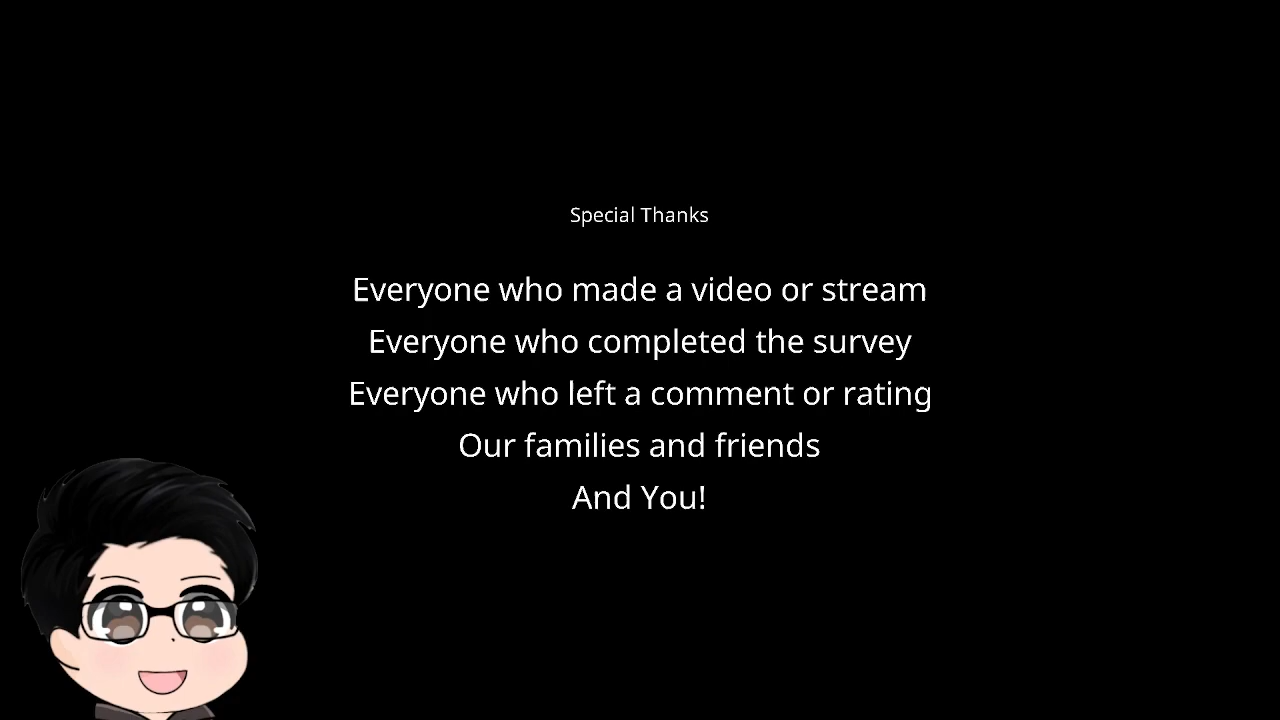 Special Thanks
Everyone who made a video or stream
Everyone who completed the survey
Everyone who left a comment or rating
Our families and friends
And You!